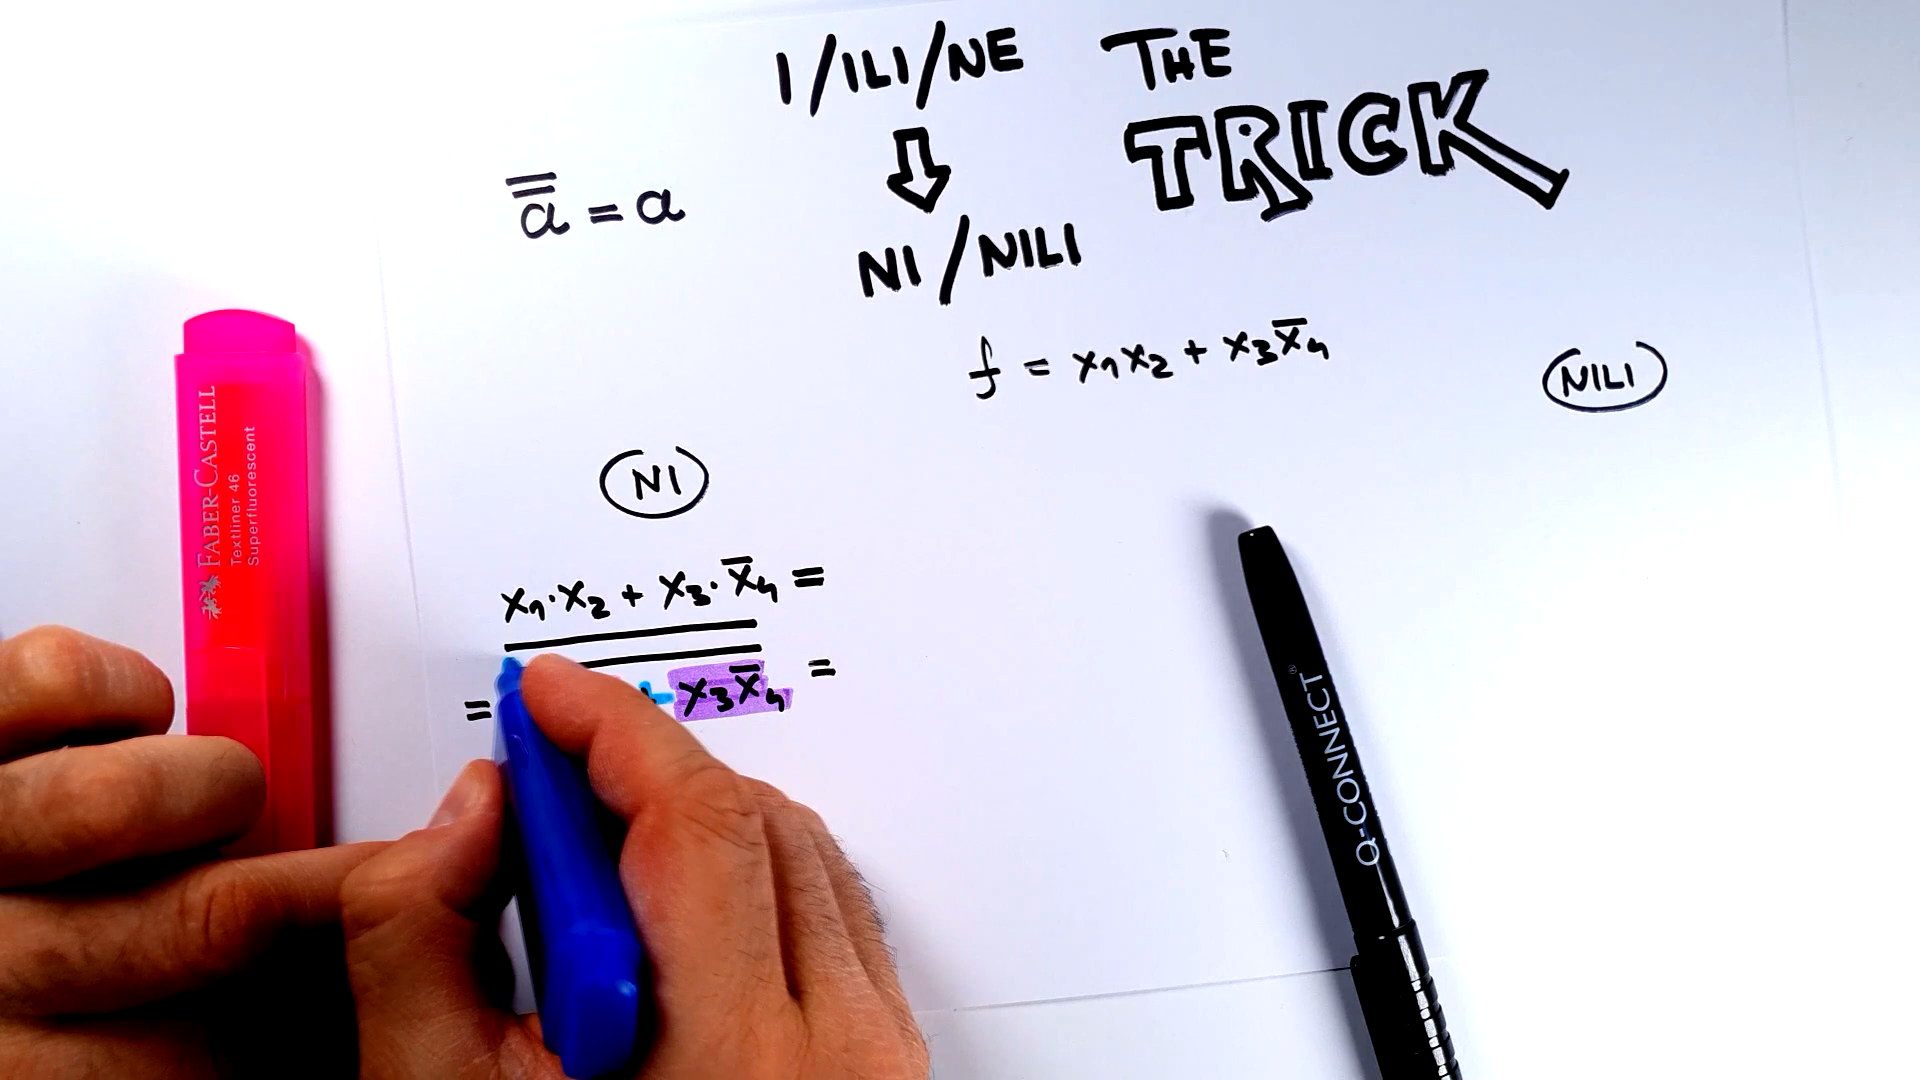 I/ILI/NE
THE
TRICK
a̿ = a
NI/NILI
f = x₁x₂ + x₃x̅₄
NILI
NI
x₁·x₂ + x₃·x̅₄ =
= + x₃x̅₄ =
FABER-CASTELL
Textliner 46
Superfluorescent
Q-CONNECT®